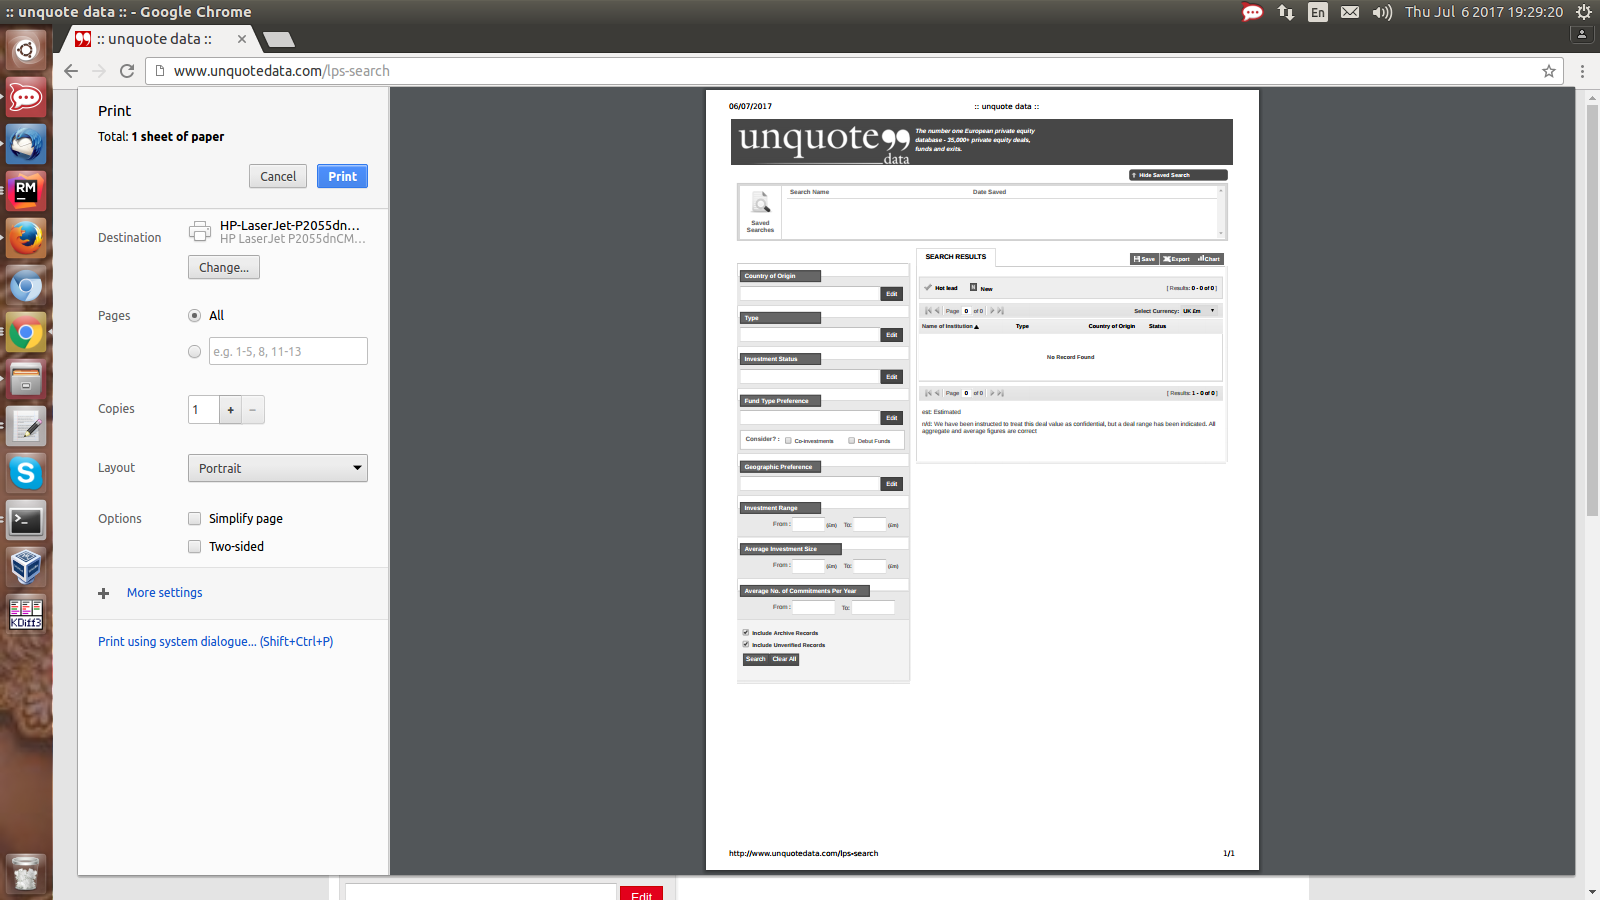 :: unquote data :: - Google Chrome
En
Thu Jul 6 2017 19:29:20
:: unquote data ::
www.unquotedata.com/lps-search
Print
Total: 1 sheet of paper
Cancel
Print
Destination
HP-LaserJet-P2055dn...
HP LaserJet P2055dnCM...
Change...
Pages
All
e.g. 1-5, 8, 11-13
Copies
1
+
−
Layout
Portrait
Options
Simplify page
Two-sided
+ More settings
Print using system dialogue... (Shift+Ctrl+P)
RM
KDiff3
06/07/2017
:: unquote data ::
unquote data
The number one European private equity
database - 35,000+ private equity deals,
funds and exits.
Hide Saved Search
Saved
Searches
Search Name
Date Saved
Country of Origin
Edit
Type
Edit
Investment Status
Edit
Fund Type Preference
Edit
Consider? : Co-investments Debut Funds
Geographic Preference
Edit
Investment Range
From : (£m) To: (£m)
Average Investment Size
From : (£m) To: (£m)
Average No. of Commitments Per Year
From : To:
Include Archive Records
Include Unverified Records
Search Clear All
SEARCH RESULTS
Save Export Chart
Hot lead N New [ Results: 0 - 0 of 0 ]
Page 0 of 0 Select Currency: UK £m
Name of Institution Type Country of Origin Status
No Record Found
Page 0 of 0 [ Results: 1 - 0 of 0 ]
est: Estimated
n/d: We have been instructed to treat this deal value as confidential, but a deal range has been indicated. All
aggregate and average figures are correct
http://www.unquotedata.com/lps-search
1/1
Edit